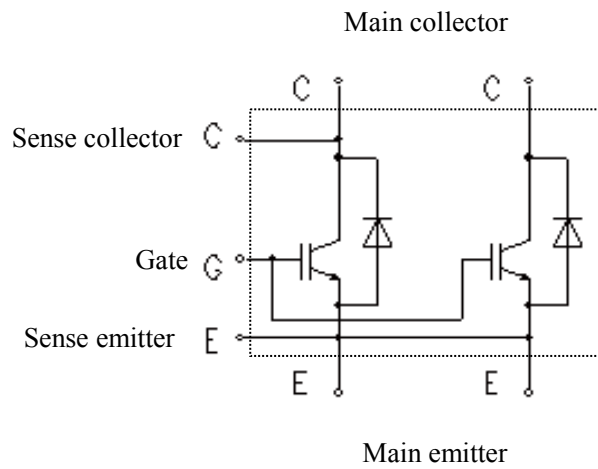 Main collector
C C
Sense collector C
Gate G
Sense emitter E
E E
Main emitter